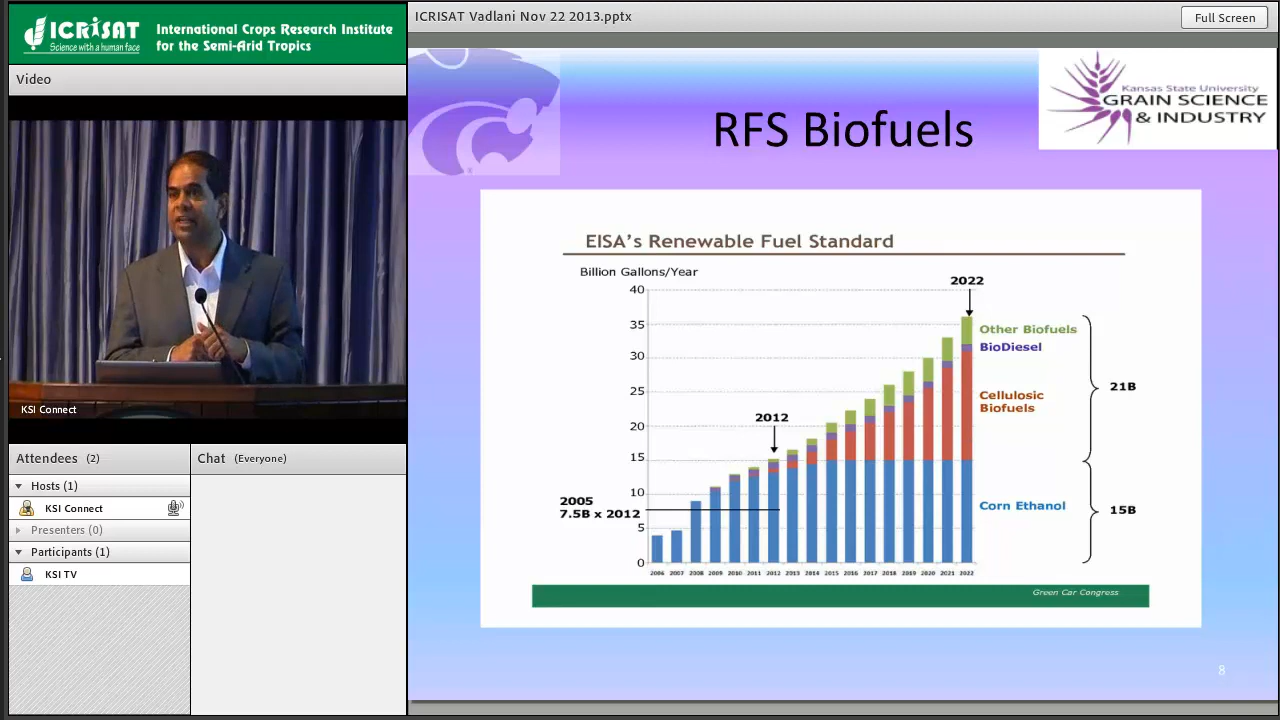 ICRISAT
Science with a human face
International Crops Research Institute
for the Semi-Arid Tropics
Video
KSI Connect
Attendees (2)
Hosts (1)
KSI Connect
Presenters (0)
Participants (1)
KSI TV
Chat (Everyone)
ICRISAT Vadlani Nov 22 2013.pptx
Full Screen
Kansas State University
GRAIN SCIENCE
& INDUSTRY
RFS Biofuels
EISA's Renewable Fuel Standard
Billion Gallons/Year
40
35
30
25
20
15
10
5
0
2005
7.5B x 2012
2012
2022
Other Biofuels
BioDiesel
Cellulosic
Biofuels
Corn Ethanol
21B
15B
2006 2007 2008 2009 2010 2011 2012 2013 2014 2015 2016 2017 2018 2019 2020 2021 2022
Green Car Congress
8